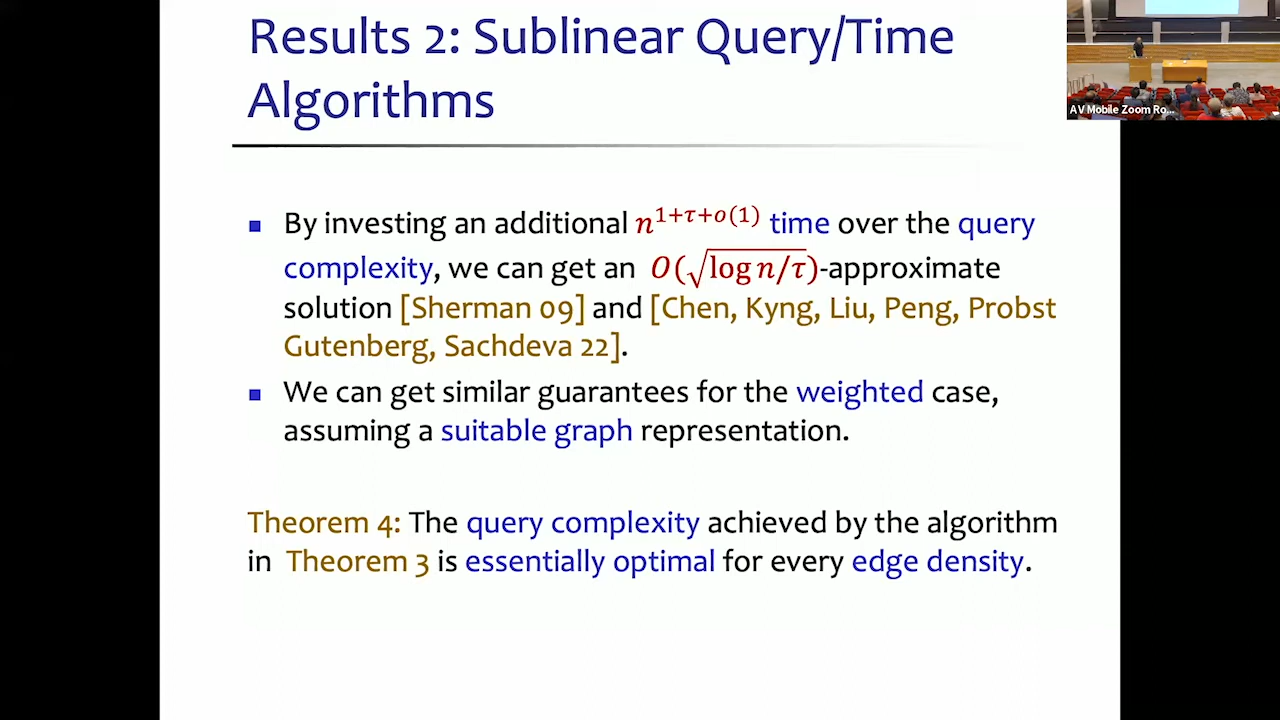 Results 2: Sublinear Query/Time
Algorithms
AV Mobile Zoom Ro...
By investing an additional n^{1+τ+o(1)} time over the query
complexity, we can get an O(√(log n/τ))-approximate
solution [Sherman 09] and [Chen, Kyng, Liu, Peng, Probst
Gutenberg, Sachdeva 22].
We can get similar guarantees for the weighted case,
assuming a suitable graph representation.
Theorem 4: The query complexity achieved by the algorithm
in Theorem 3 is essentially optimal for every edge density.